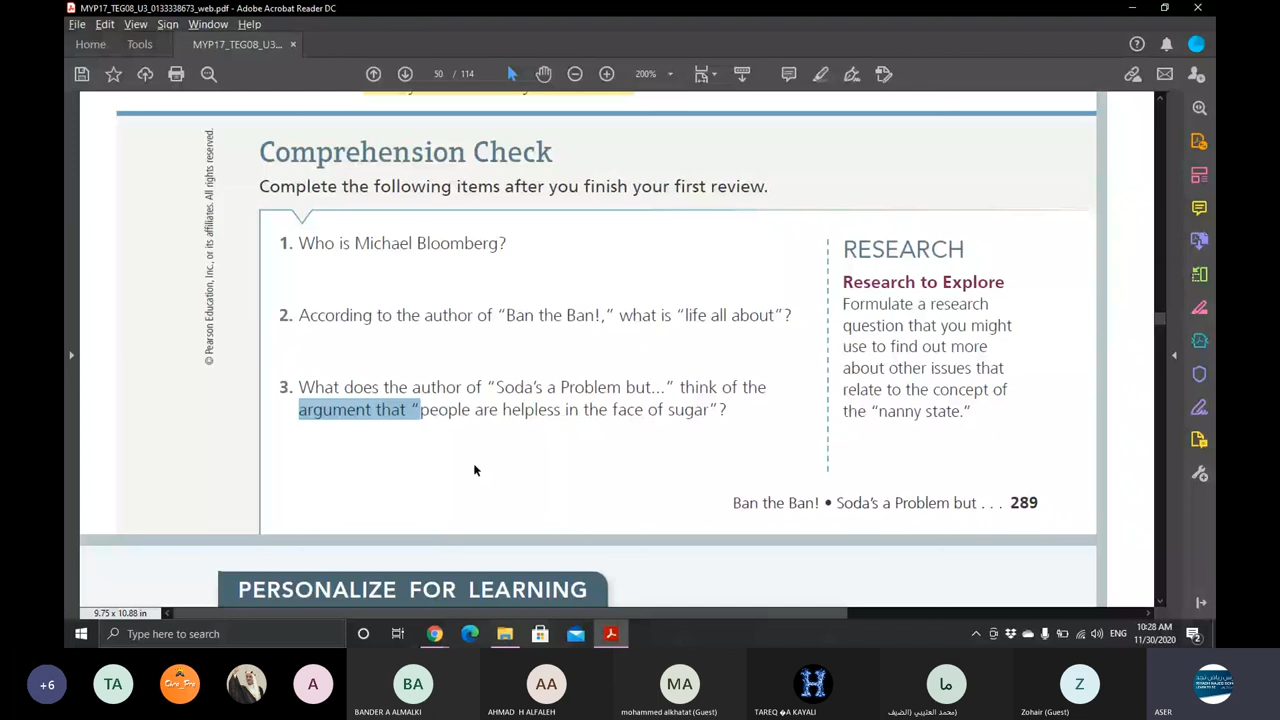 MYP17_TEG08_U3_0133338673_web.pdf - Adobe Acrobat Reader DC
File Edit View Sign Window Help
Home Tools MYP17_TEG08_U3... ×
50 / 114 200%
Comprehension Check
Complete the following items after you finish your first review.
© Pearson Education, Inc., or its affiliates. All rights reserved.
1. Who is Michael Bloomberg?
2. According to the author of “Ban the Ban!,” what is “life all about”?
3. What does the author of “Soda’s a Problem but...” think of the
argument that “people are helpless in the face of sugar”?
RESEARCH
Research to Explore
Formulate a research
question that you might
use to find out more
about other issues that
relate to the concept of
the “nanny state.”
Ban the Ban! • Soda’s a Problem but . . . 289
PERSONALIZE FOR LEARNING
9.75 x 10.88 in
Type here to search
ENG
10:28 AM
11/30/2020
2
+6
TA
A
BA
BANDER A ALMALKI
AA
AHMAD H ALFALEH
MA
mohammed alkhatat (Guest)
H
TAREQ �A KAYALI
ما
محمد العتيبي (الضيف)
Z
Zohair (Guest)
ASER